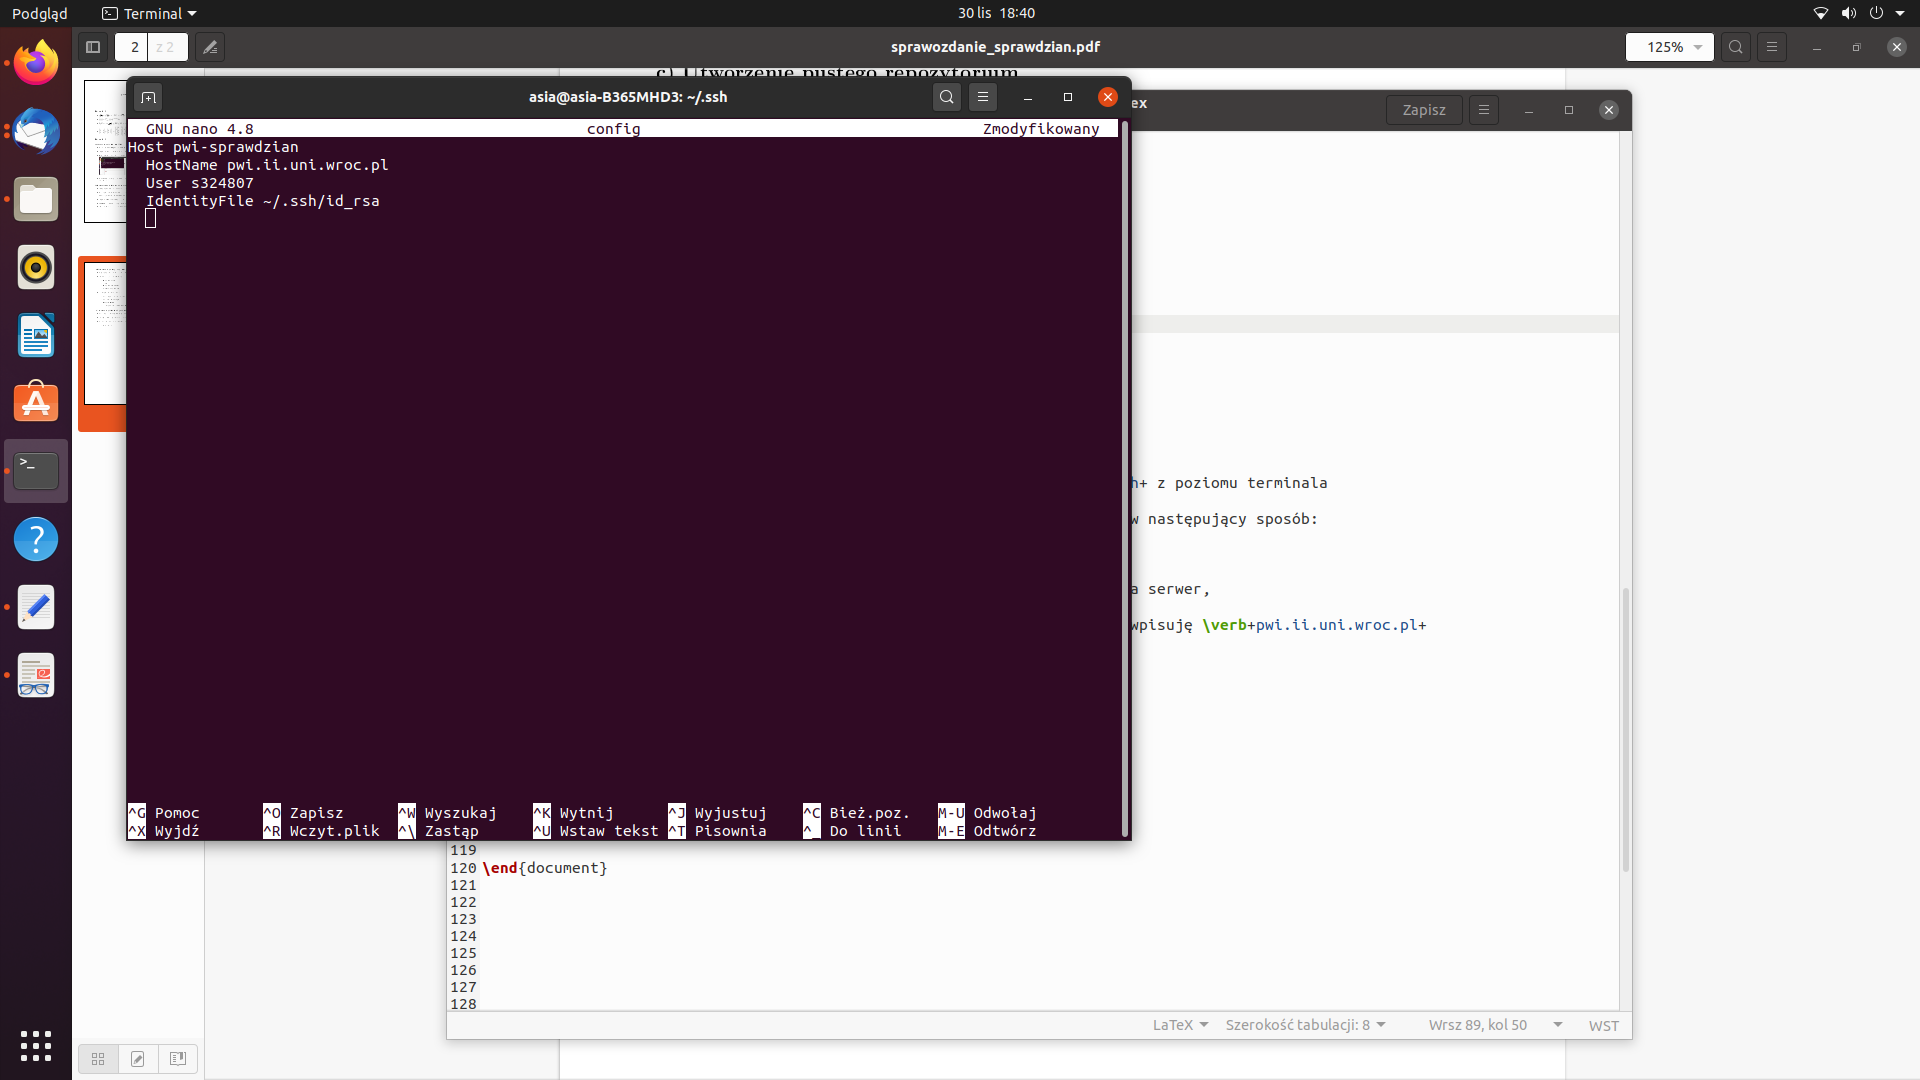 Podgląd
Terminal
30 lis 18:40
2 z 2
sprawozdanie_sprawdzian.pdf
125%
c) Utworzenie pustego repozytorium
asia@asia-B365MHD3: ~/.ssh
ex
Zapisz
GNU nano 4.8 config Zmodyfikowany
Host pwi-sprawdzian
HostName pwi.ii.uni.wroc.pl
User s324807
IdentityFile ~/.ssh/id_rsa
h+ z poziomu terminala
w następujący sposób:
a serwer,
wpisuję \verb+pwi.ii.uni.wroc.pl+
^G Pomoc ^O Zapisz ^W Wyszukaj ^K Wytnij ^J Wyjustuj ^C Bież.poz. M-U Odwołaj
^X Wyjdź ^R Wczyt.plik ^\ Zastąp ^U Wstaw tekst ^T Pisownia ^_ Do linii M-E Odtwórz
119
120 \end{document}
121
122
123
124
125
126
127
128
LaTeX Szerokość tabulacji: 8 Wrsz 89, kol 50 WST